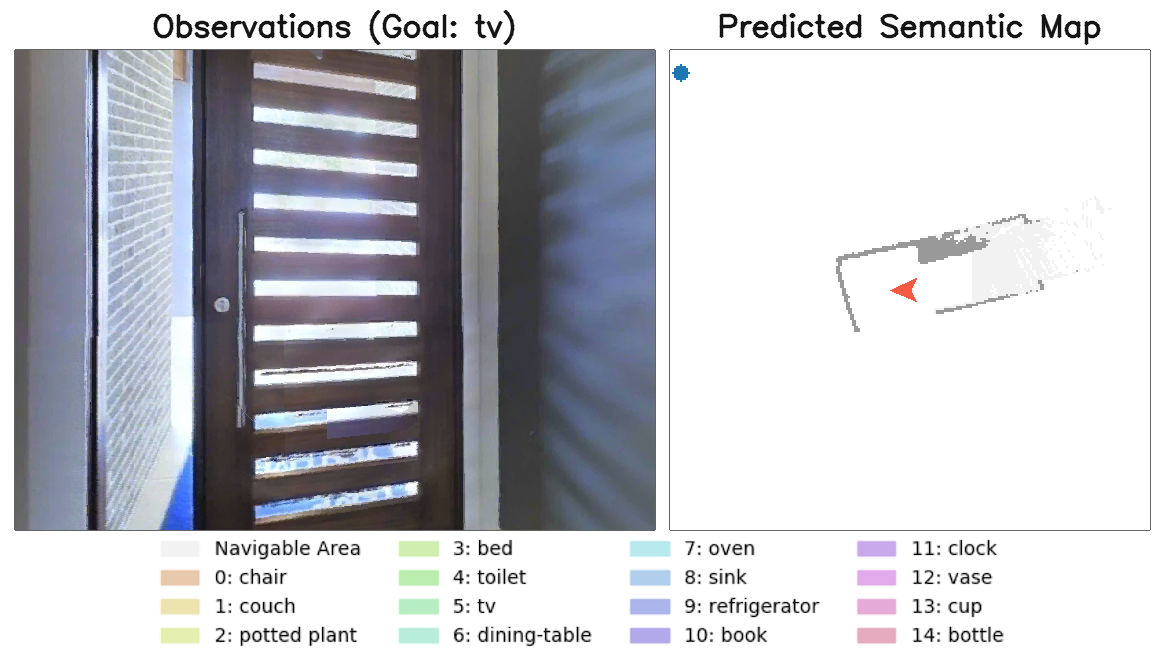 Observations (Goal: tv)
Predicted Semantic Map
Navigable Area
0: chair
1: couch
2: potted plant
3: bed
4: toilet
5: tv
6: dining-table
7: oven
8: sink
9: refrigerator
10: book
11: clock
12: vase
13: cup
14: bottle